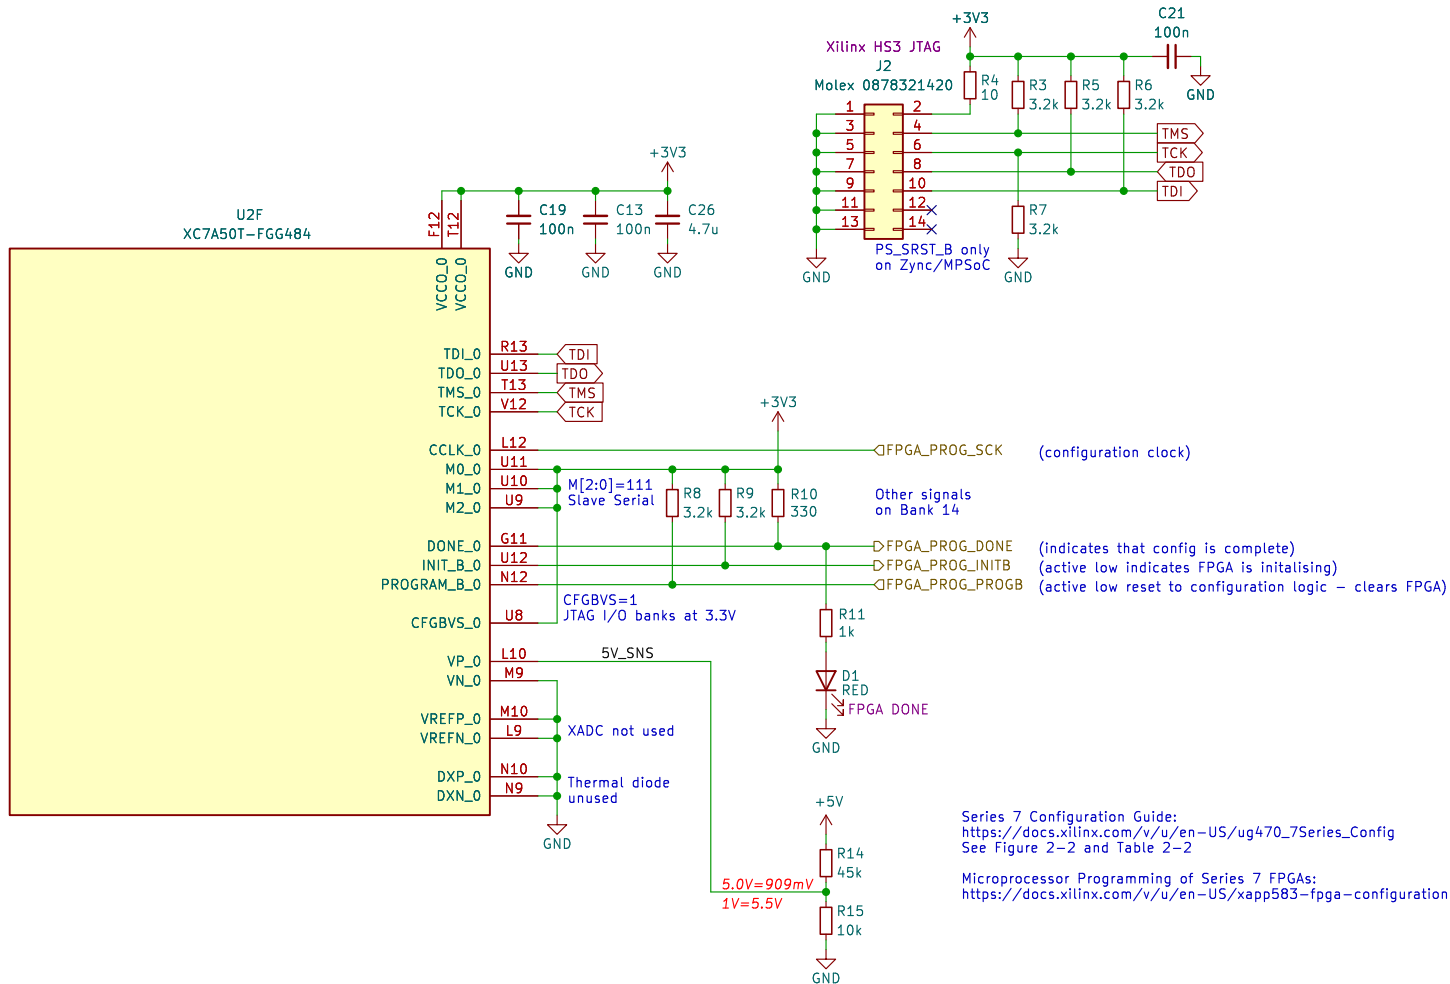 +3V3
C21
100n
GND
Xilinx HS3 JTAG
J2
Molex 0878321420
R4
10
R3
3.2k
R5
3.2k
R6
3.2k
1
2
3
4
5
6
7
8
9
10
11
12
13
14
TMS
TCK
TDO
TDI
R7
3.2k
GND
GND
PS_SRST_B only
on Zync/MPSoC
+3V3
C19
100n
C13
100n
C26
4.7u
GND
GND
GND
U2F
XC7A50T-FGG484
F12
T12
VCCO_0
VCCO_0
TDI_0
R13
TDI
TDO_0
U13
TDO
TMS_0
T13
TMS
TCK_0
V12
TCK
+3V3
CCLK_0
L12
FPGA_PROG_SCK
(configuration clock)
M0_0
U11
M1_0
U10
M2_0
U9
M[2:0]=111
Slave Serial
R8
3.2k
R9
3.2k
R10
330
Other signals
on Bank 14
DONE_0
G11
FPGA_PROG_DONE
(indicates that config is complete)
INIT_B_0
U12
FPGA_PROG_INITB
(active low indicates FPGA is initalising)
PROGRAM_B_0
N12
FPGA_PROG_PROGB
(active low reset to configuration logic - clears FPGA)
CFGBVS=1
JTAG I/O banks at 3.3V
CFGBVS_0
U8
R11
1k
VP_0
L10
5V_SNS
VN_0
M9
D1
RED
FPGA DONE
GND
VREFP_0
M10
VREFN_0
L9
XADC not used
DXP_0
N10
DXN_0
N9
Thermal diode
unused
GND
+5V
R14
45k
5.0V=909mV
1V=5.5V
R15
10k
GND
Series 7 Configuration Guide:
https://docs.xilinx.com/v/u/en-US/ug470_7Series_Config
See Figure 2-2 and Table 2-2
Microprocessor Programming of Series 7 FPGAs:
https://docs.xilinx.com/v/u/en-US/xapp583-fpga-configuration